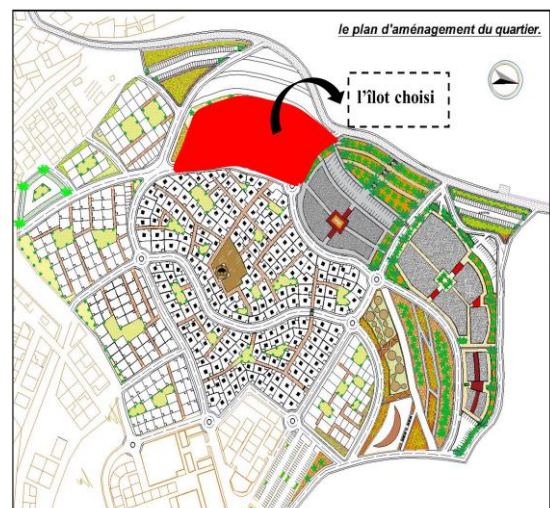 le plan d'aménagement du quartier.
l'îlot choisi